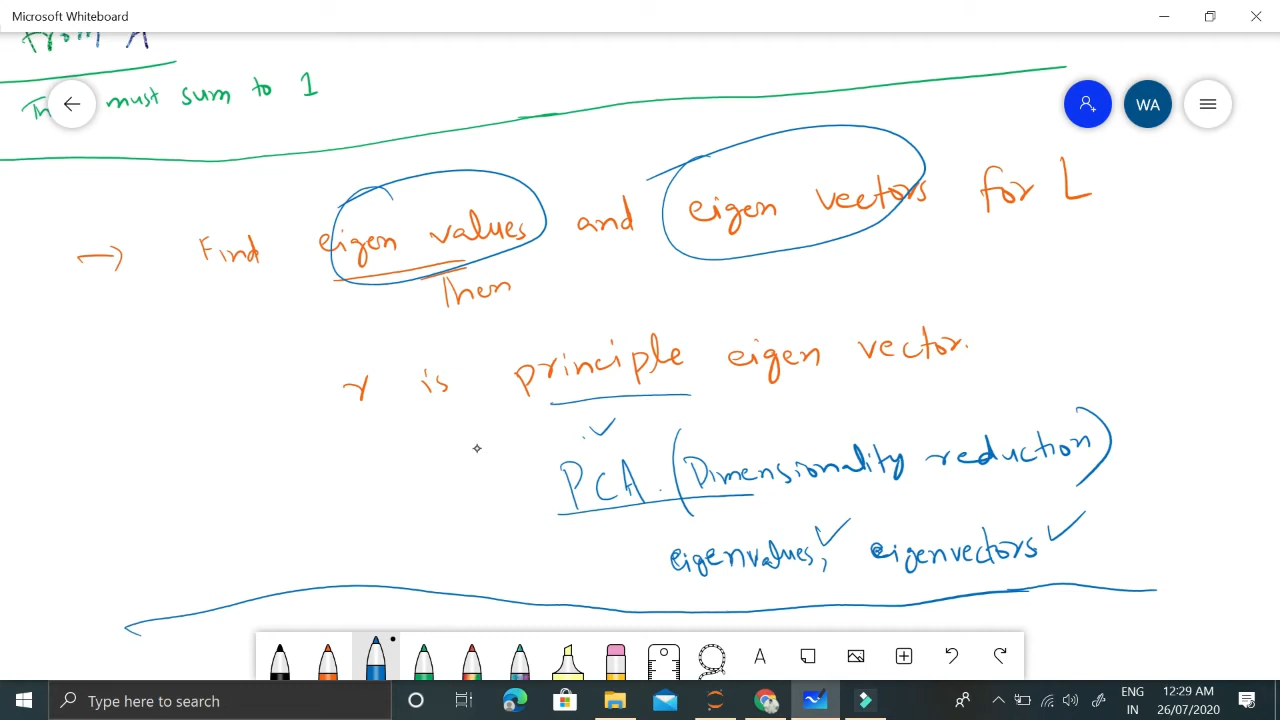 Microsoft Whiteboard
From A
must sum to 1
WA
→ Find eigen values and eigen vectors for L
Then
r is principle eigen vector.
PCA. (Dimensionality reduction)
eigenvalues, eigenvectors
A
Type here to search
ENG
IN
12:29 AM
26/07/2020